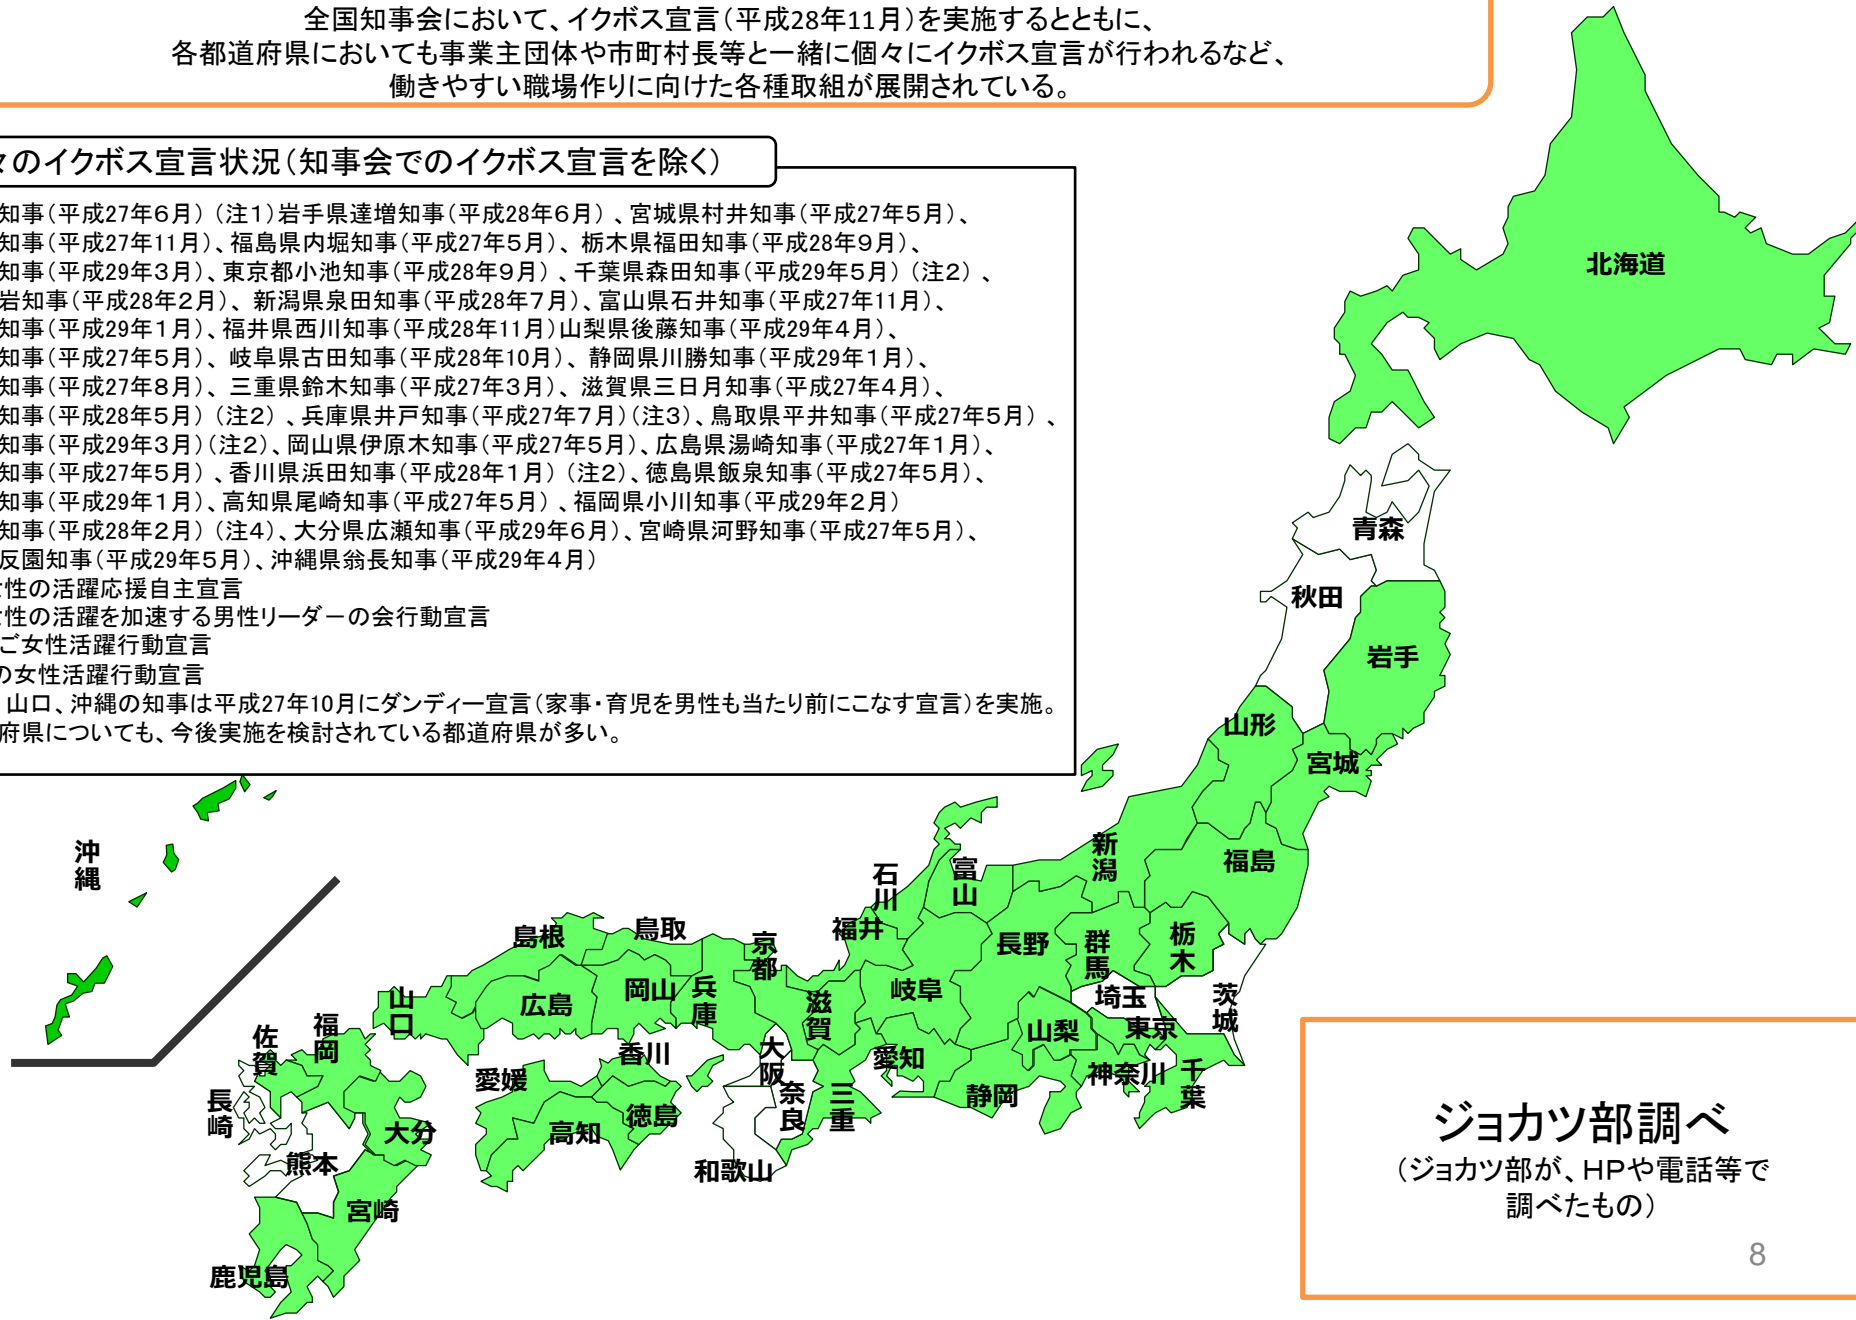 全国知事会において、イクボス宣言（平成28年11月）を実施するとともに、
各都道府県においても事業主団体や市町村長等と一緒に個々にイクボス宣言が行われるなど、
働きやすい職場作りに向けた各種取組が展開されている。
々のイクボス宣言状況（知事会でのイクボス宣言を除く）
知事（平成27年６月）（注１）岩手県達増知事（平成28年６月）、宮城県村井知事（平成27年５月）、
知事（平成27年11月）、福島県内堀知事（平成27年５月）、栃木県福田知事（平成28年９月）、
知事（平成29年３月）、東京都小池知事（平成28年９月）、千葉県森田知事（平成29年５月）（注２）、
岩知事（平成28年２月）、新潟県泉田知事（平成28年７月）、富山県石井知事（平成27年11月）、
知事（平成29年１月）、福井県西川知事（平成28年11月）山梨県後藤知事（平成29年４月）、
知事（平成27年５月）、岐阜県古田知事（平成28年10月）、静岡県川勝知事（平成29年１月）、
知事（平成27年８月）、三重県鈴木知事（平成27年３月）、滋賀県三日月知事（平成27年４月）、
知事（平成28年５月）（注２）、兵庫県井戸知事（平成27年７月）（注３）、鳥取県平井知事（平成27年５月）、
知事（平成29年３月）（注２）、岡山県伊原木知事（平成27年５月）、広島県湯崎知事（平成27年１月）、
知事（平成27年５月）、香川県浜田知事（平成28年１月）（注２）、徳島県飯泉知事（平成27年５月）、
知事（平成29年１月）、高知県尾崎知事（平成27年５月）、福岡県小川知事（平成29年２月）
知事（平成28年２月）（注４）、大分県広瀬知事（平成29年６月）、宮崎県河野知事（平成27年５月）、
反園知事（平成29年５月）、沖縄県翁長知事（平成29年４月）
性の活躍応援自主宣言
性の活躍を加速する男性リーダーの会行動宣言
ご女性活躍行動宣言
の女性活躍行動宣言
山口、沖縄の知事は平成27年10月にダンディー宣言（家事・育児を男性も当たり前にこなす宣言）を実施。
府県についても、今後実施を検討されている都道府県が多い。
北海道
青森
秋田
岩手
山形
宮城
福島
新潟
富山
石川
福井
長野
群馬
栃木
茨城
埼玉
東京
千葉
神奈川
山梨
静岡
愛知
岐阜
三重
滋賀
京都
大阪
奈良
和歌山
兵庫
鳥取
島根
岡山
広島
山口
香川
徳島
愛媛
高知
福岡
佐賀
長崎
熊本
大分
宮崎
鹿児島
沖縄
ジョカツ部調べ
（ジョカツ部が、ＨＰや電話等で
調べたもの）
8